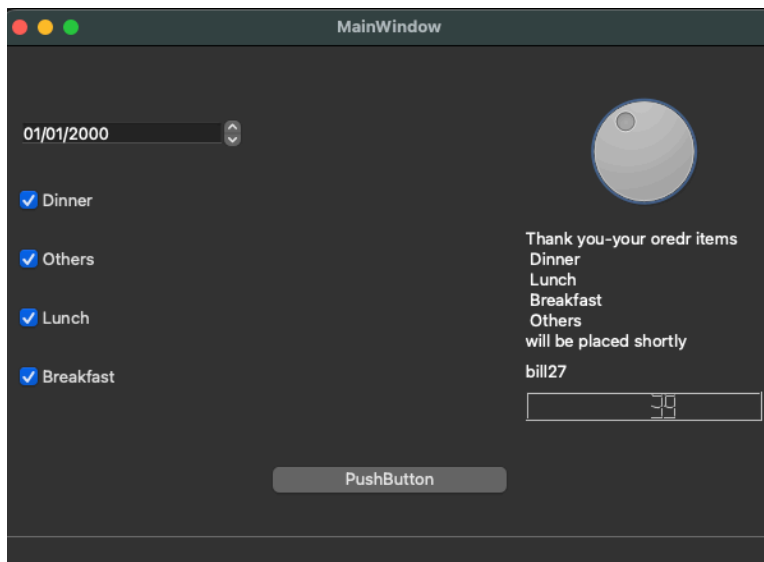 MainWindow
01/01/2000
Dinner
Others
Lunch
Breakfast
Thank you-your oredr items
Dinner
Lunch
Breakfast
Others
will be placed shortly
bill27
39
PushButton